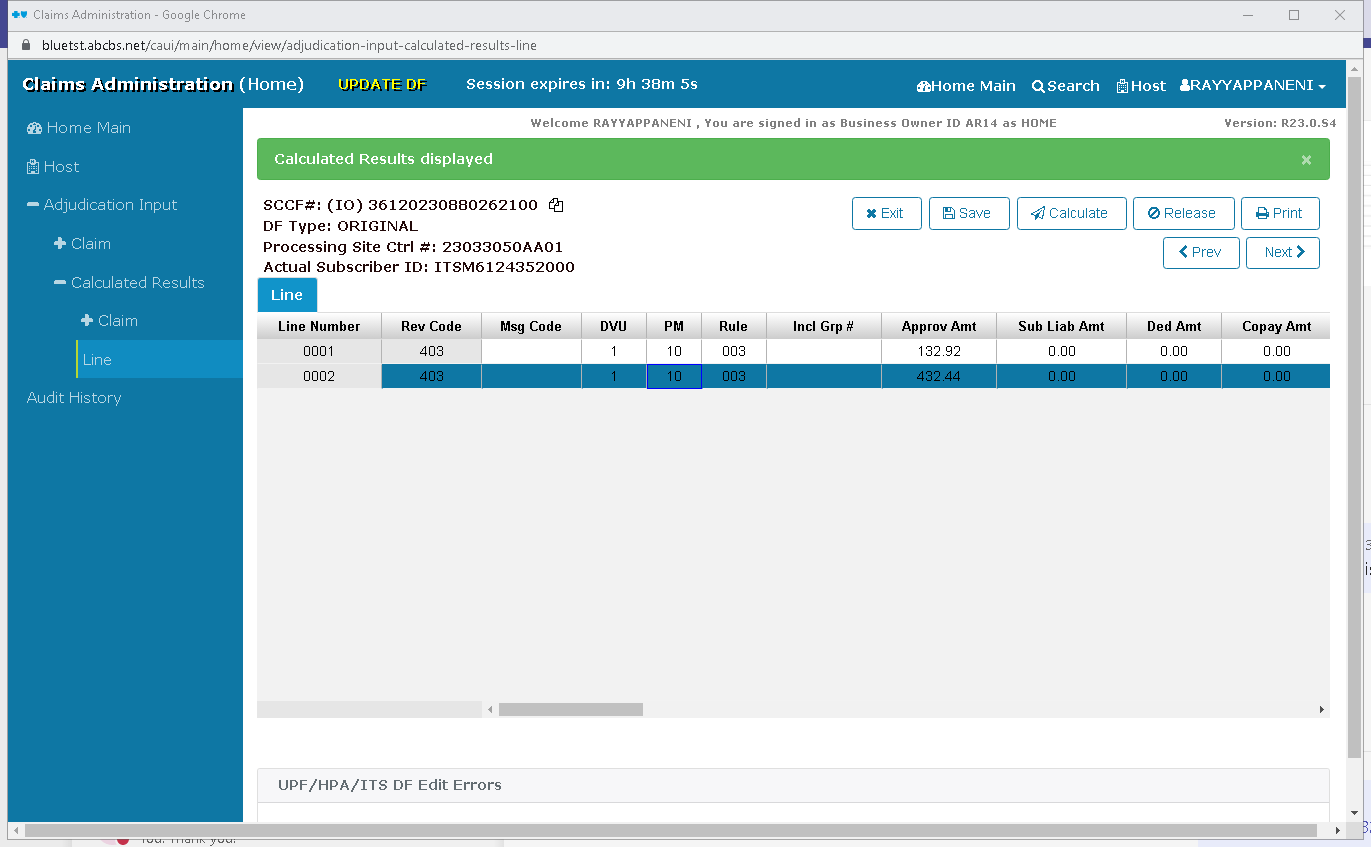 Claims Administration - Google Chrome
bluetst.abcbs.net/caui/main/home/view/adjudication-input-calculated-results-line
Claims Administration (Home) UPDATE DF Session expires in: 9h 38m 5s Home Main Search Host RAYYAPPANENI
Welcome RAYYAPPANENI , You are signed in as Business Owner ID AR14 as HOME Version: R23.0.S4
Home Main
Host
Adjudication Input
Claim
Calculated Results
Claim
Line
Audit History
Calculated Results displayed ×
SCCF#: (IO) 36120230880262100
DF Type: ORIGINAL
Processing Site Ctrl #: 23033050AA01
Actual Subscriber ID: ITSM6124352000
Exit Save Calculate Release Print
Prev Next
Line
Line Number Rev Code Msg Code DVU PM Rule Incl Grp # Approv Amt Sub Liab Amt Ded Amt Copay Amt
0001 403 1 10 003 132.92 0.00 0.00 0.00
0002 403 1 10 003 432.44 0.00 0.00 0.00
UPF/HPA/ITS DF Edit Errors
You: Thank you!